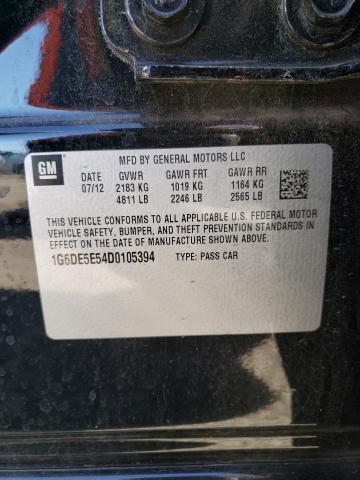 GM
MFD BY GENERAL MOTORS LLC
DATE GVWR GAWR FRT GAWR RR
07/12 2183 KG 1019 KG 1164 KG
4811 LB 2246 LB 2565 LB
THIS VEHICLE CONFORMS TO ALL APPLICABLE U.S. FEDERAL MOTOR
VEHICLE SAFETY, BUMPER, AND THEFT PREVENTION STANDARDS
IN EFFECT ON THE DATE OF MANUFACTURE SHOWN ABOVE.
1G6DE5E54D0105394 TYPE: PASS CAR